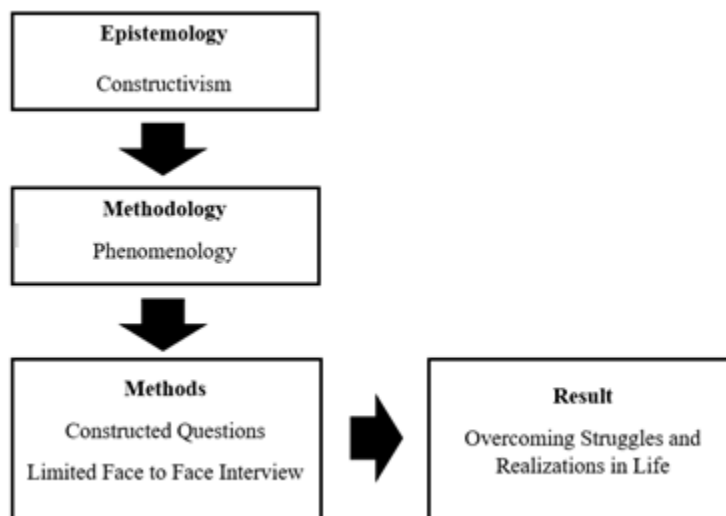 Epistemology
Constructivism
Methodology
Phenomenology
Methods
Constructed Questions
Limited Face to Face Interview
Result
Overcoming Struggles and
Realizations in Life